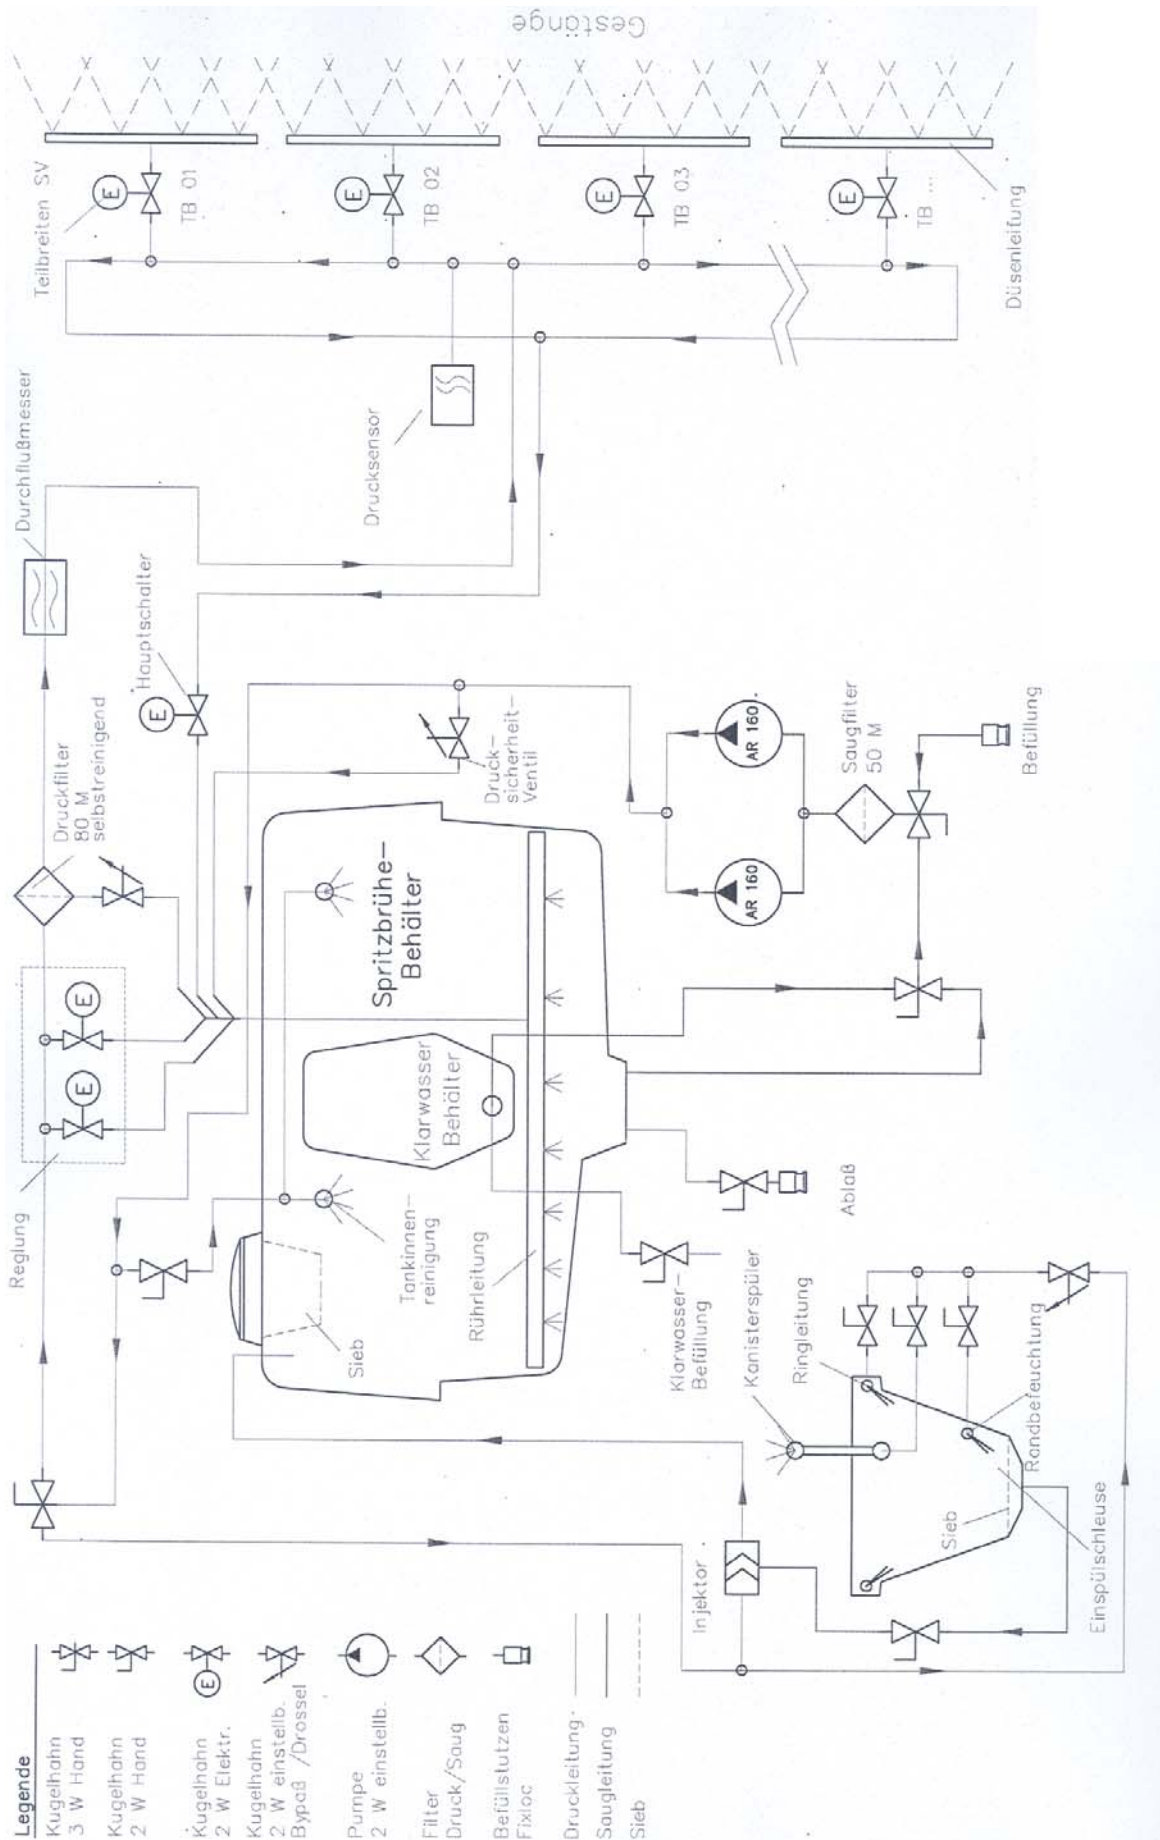 Gestänge
Teilbreiten SV
E
TB 01
E
TB 02
E
TB 03
E
TB ...
Düsenleitung
Durchflußmesser
Drucksensor
Hauptschalter
E
Druckfilter
80 M
selbstreinigend
Druck-
sicherheit-
Ventil
AR 160
AR 160
Saugfilter
50 M
Befüllung
Reglung
E
E
Spritzbrühe-
Behälter
Klarwasser
Behälter
Tankinnen-
reinigung
Rührleitung
Sieb
Klarwasser-
Befüllung
Ablaß
Kanisterspüler
Ringleitung
Randbefeuchtung
Sieb
Einspülschleuse
Injektor
Legende
Kugelhahn
3 W Hand
Kugelhahn
2 W Hand
Kugelhahn
2 W Elektr.
E
Kugelhahn
2 W einstellb.
Bypaß /Drossel
Pumpe
2 W einstellb.
Filter
Druck/Saug
Befüllstutzen
Fixloc
Druckleitung
Saugleitung
Sieb